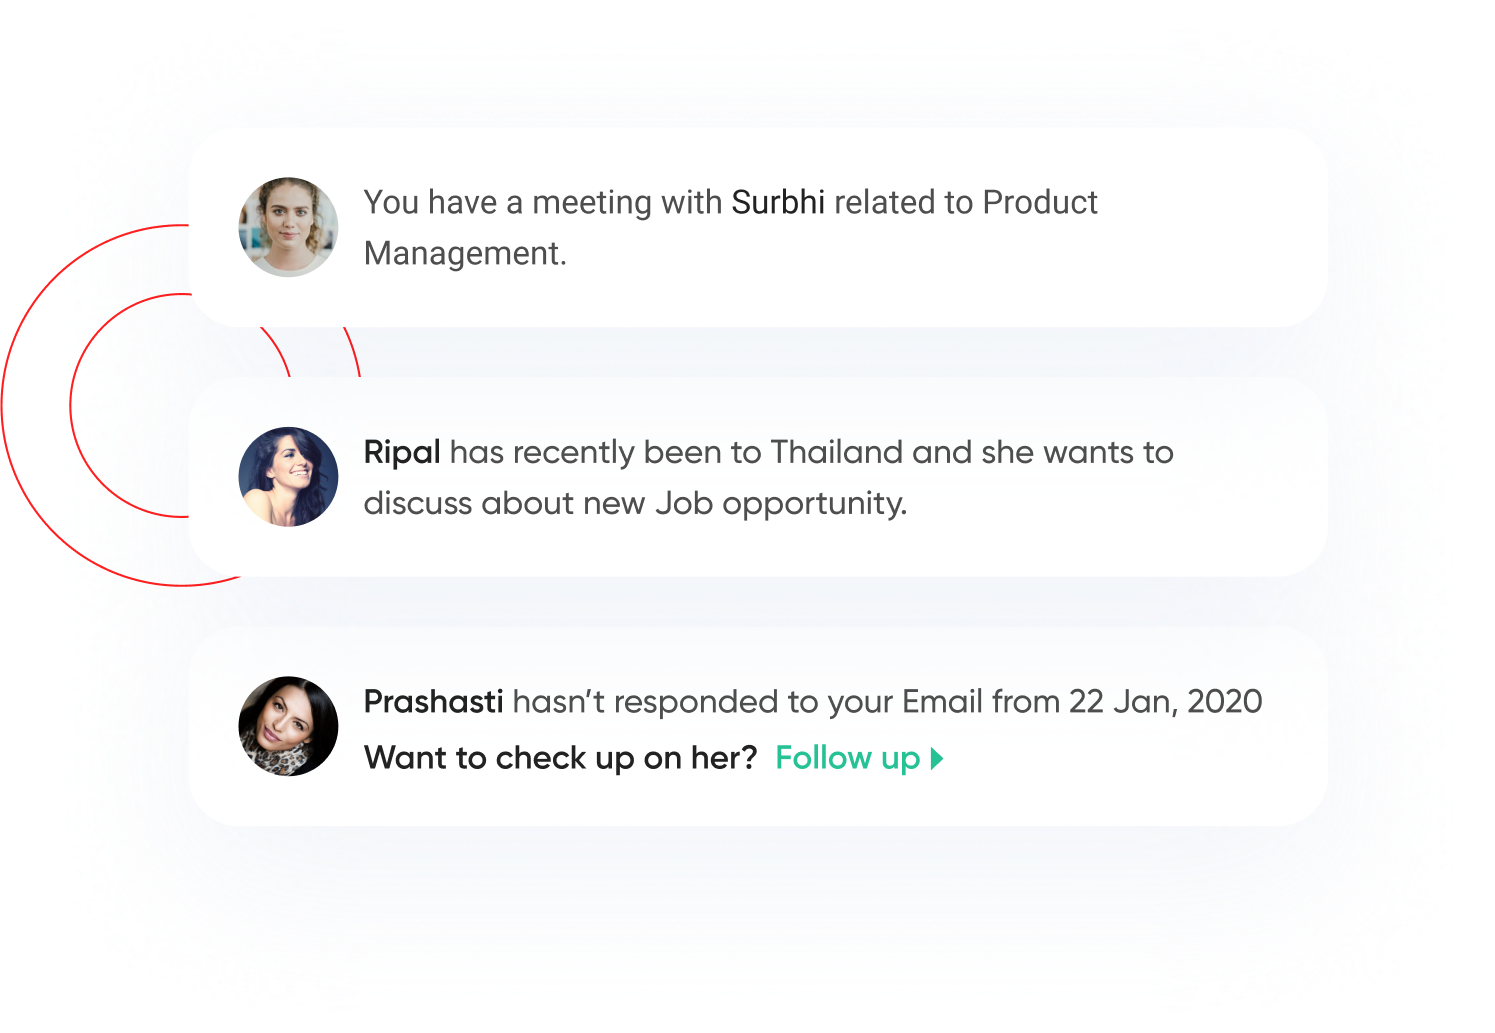 You have a meeting with Surbhi related to Product
Management.
Ripal has recently been to Thailand and she wants to
discuss about new Job opportunity.
Prashasti hasn’t responded to your Email from 22 Jan, 2020
Want to check up on her? Follow up